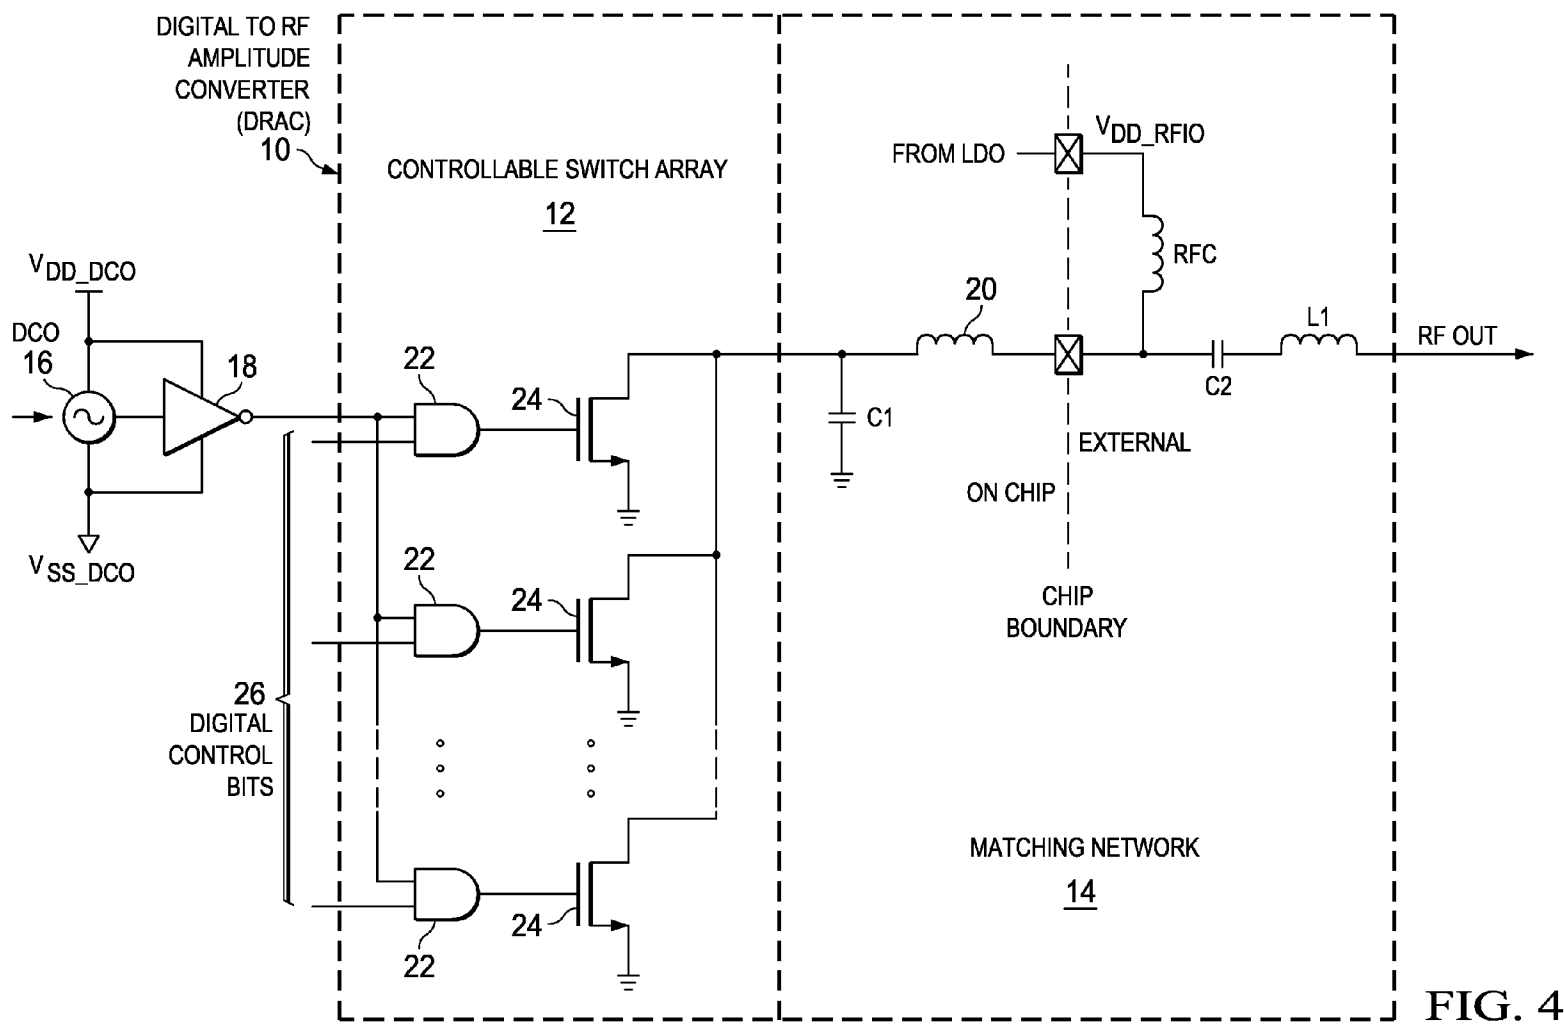 DIGITAL TO RF
AMPLITUDE
CONVERTER
(DRAC)
10
CONTROLLABLE SWITCH ARRAY
12
FROM LDO
VDD_RFIO
RFC
20
L1
RF OUT
C2
C1
EXTERNAL
ON CHIP
CHIP
BOUNDARY
VDD_DCO
DCO
16
18
VSS_DCO
22
24
22
24
26
DIGITAL
CONTROL
BITS
22
24
MATCHING NETWORK
14
FIG. 4